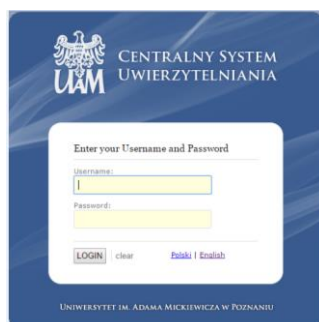 UAM
CENTRALNY SYSTEM
UWIERZYTELNIANIA
Enter your Username and Password
Username:
Password:
LOGIN clear Polski | English
UNIWERSYTET IM. ADAMA MICKIEWICZA W POZNANIU